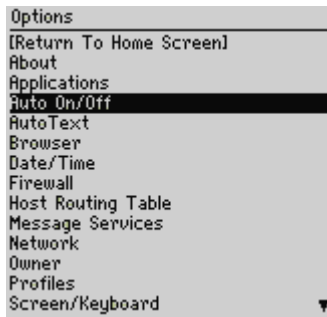 Options
[Return To Home Screen]
About
Applications
Auto On/Off
AutoText
Browser
Date/Time
Firewall
Host Routing Table
Message Services
Network
Owner
Profiles
Screen/Keyboard